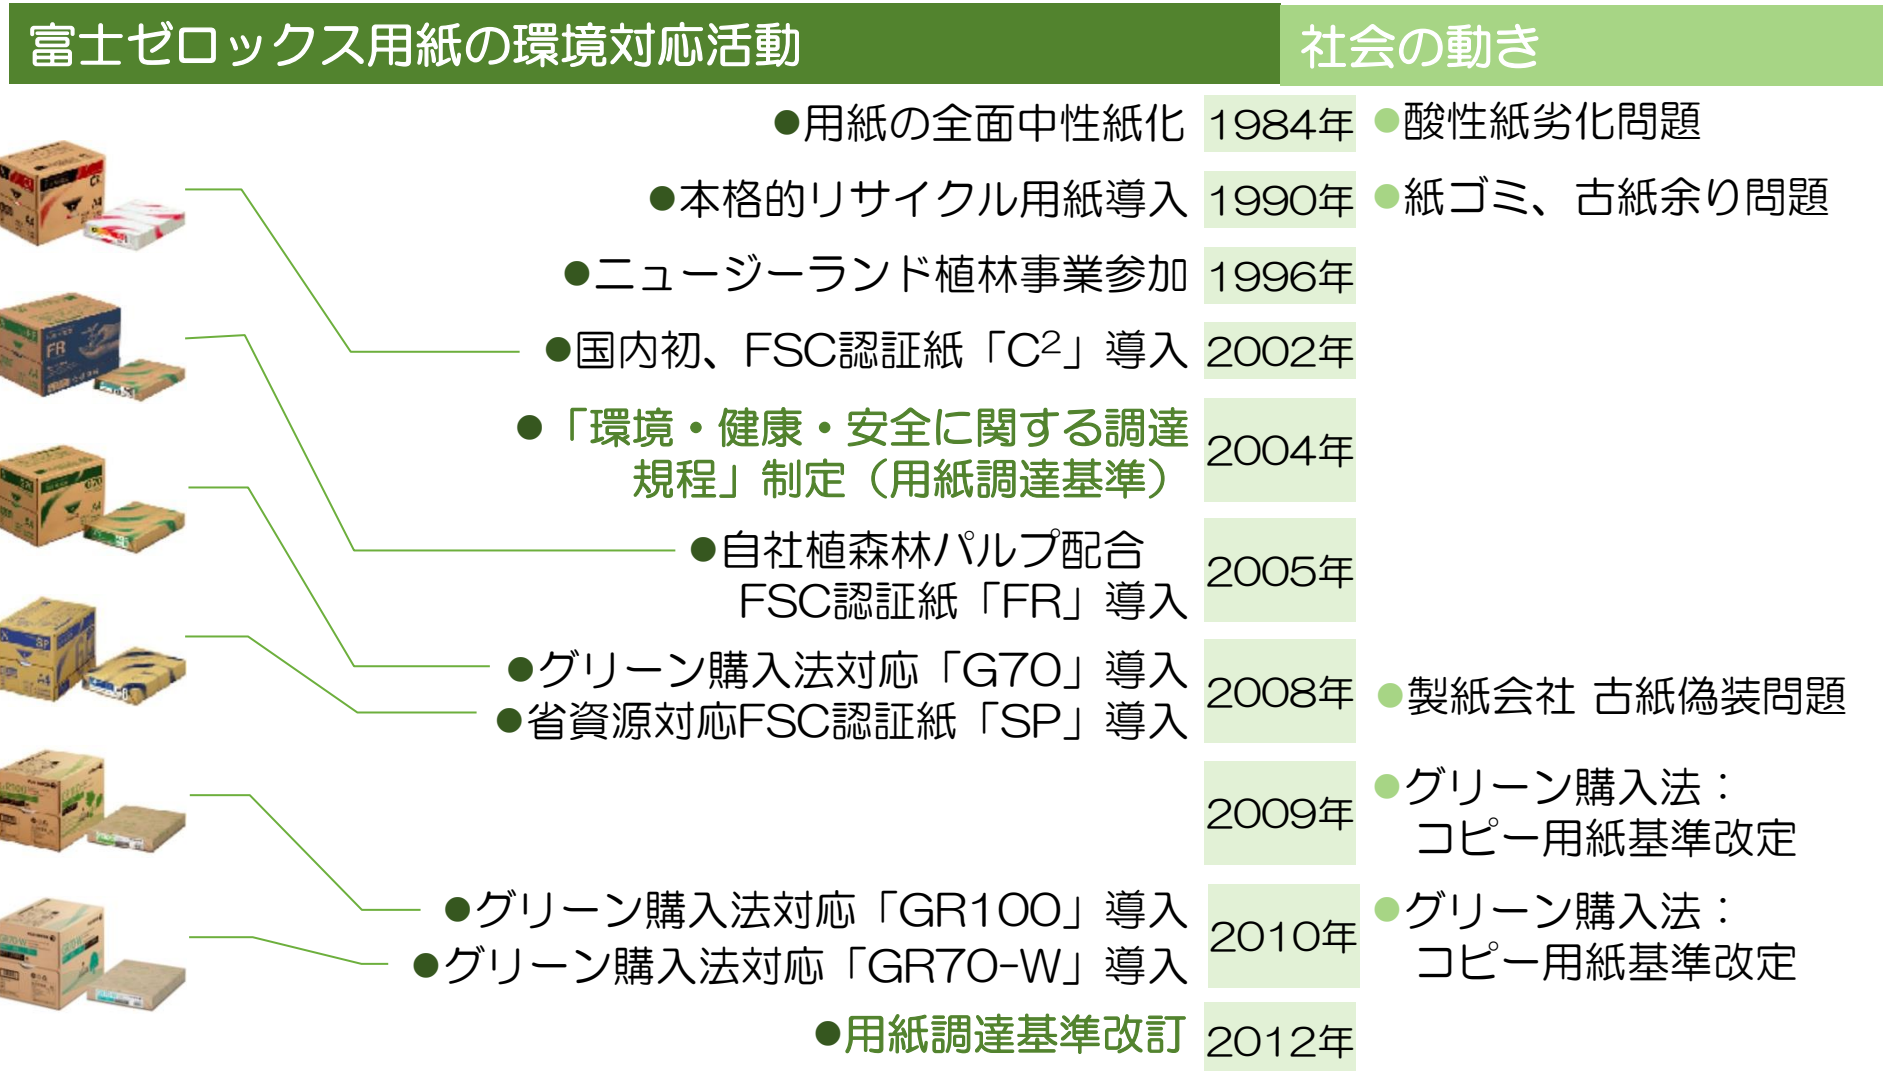 富士ゼロックス用紙の環境対応活動
社会の動き
●用紙の全面中性紙化 1984年 ●酸性紙劣化問題
●本格的リサイクル用紙導入 1990年 ●紙ゴミ、古紙余り問題
●ニュージーランド植林事業参加 1996年
●国内初、FSC認証紙「C²」導入 2002年
●「環境・健康・安全に関する調達
規程」制定（用紙調達基準）
2004年
●自社植森林パルプ配合
FSC認証紙「FR」導入
2005年
●グリーン購入法対応「G70」導入
●省資源対応FSC認証紙「SP」導入
2008年
●製紙会社 古紙偽装問題
2009年
●グリーン購入法：
コピー用紙基準改定
●グリーン購入法対応「GR100」導入
●グリーン購入法対応「GR70-W」導入
2010年
●グリーン購入法：
コピー用紙基準改定
●用紙調達基準改訂 2012年
FR
G70
SP